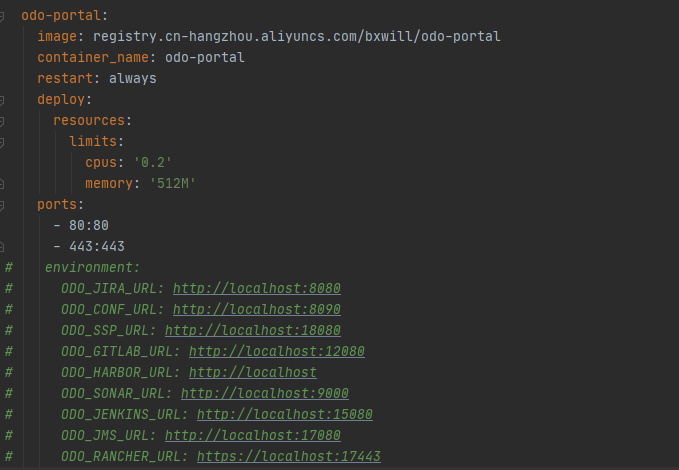 odo-portal:
  image: registry.cn-hangzhou.aliyuncs.com/bxwill/odo-portal
  container_name: odo-portal
  restart: always
  deploy:
    resources:
      limits:
        cpus: '0.2'
        memory: '512M'
  ports:
    - 80:80
    - 443:443
#    environment:
#      ODO_JIRA_URL: http://localhost:8080
#      ODO_CONF_URL: http://localhost:8090
#      ODO_SSP_URL: http://localhost:18080
#      ODO_GITLAB_URL: http://localhost:12080
#      ODO_HARBOR_URL: http://localhost
#      ODO_SONAR_URL: http://localhost:9000
#      ODO_JENKINS_URL: http://localhost:15080
#      ODO_JMS_URL: http://localhost:17080
#      ODO_RANCHER_URL: https://localhost:17443